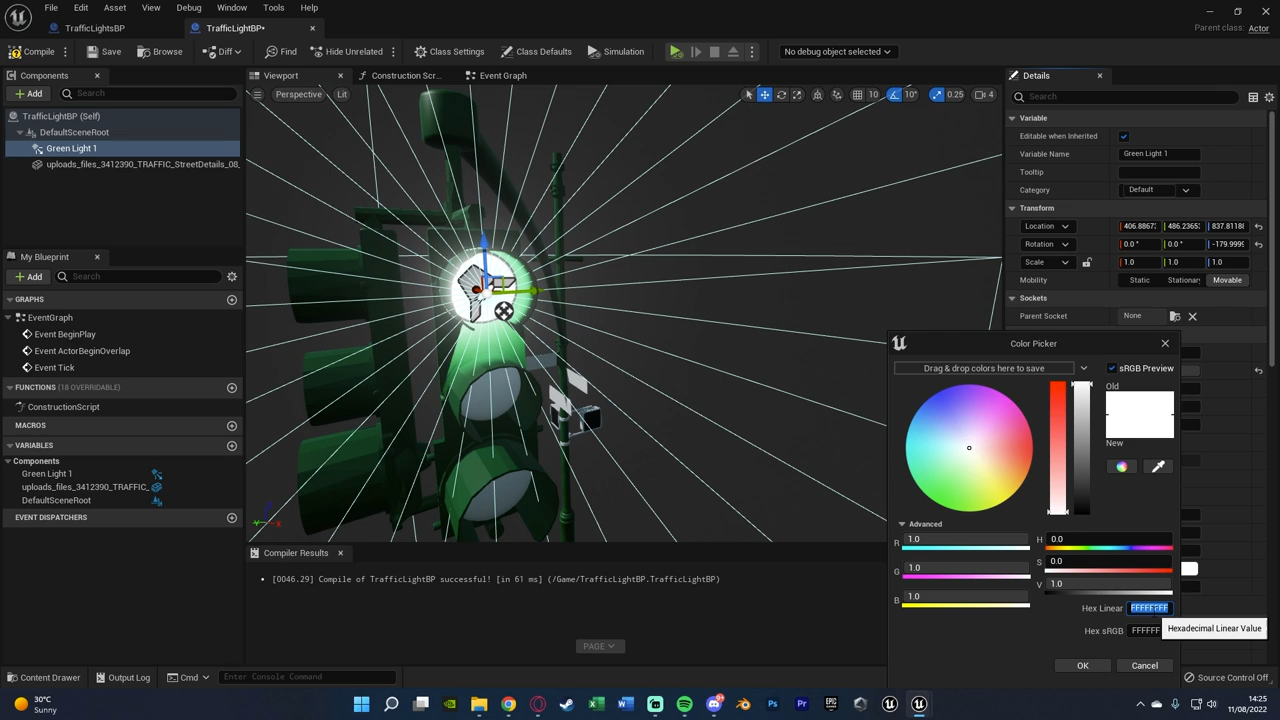 File Edit Asset View Debug Window Tools Help
TrafficLightsBP TrafficLightBP•
Parent class: Actor
Compile Save Browse Diff Find Hide Unrelated Class Settings Class Defaults Simulation No debug object selected
Components
Add Search
TrafficLightBP (Self)
DefaultSceneRoot
Green Light 1
uploads_files_3412390_TRAFFIC_StreetDetails_08_
My Blueprint
Add Search
GRAPHS
EventGraph
Event BeginPlay
Event ActorBeginOverlap
Event Tick
FUNCTIONS (18 OVERRIDABLE)
ConstructionScript
MACROS
VARIABLES
Components
Green Light 1
uploads_files_3412390_TRAFFIC_
DefaultSceneRoot
EVENT DISPATCHERS
Viewport Construction Scr... Event Graph
Perspective Lit 10 10° 0.25 4
Compiler Results
[0046.29] Compile of TrafficLightBP successful! [in 61 ms] (/Game/TrafficLightBP.TrafficLightBP)
PAGE
Details
Search
Variable
Editable when Inherited
Variable Name Green Light 1
Tooltip
Category Default
Transform
Location 406.8867 486.2365 837.8118
Rotation 0.0 ° 0.0 ° -179.999
Scale 1.0 1.0 1.0
Mobility Static Stationary Movable
Sockets
Parent Socket None
Color Picker
Drag & drop colors here to save sRGB Preview
Old
New
Advanced
R 1.0 H 0.0
G 1.0 S 0.0
B 1.0 V 1.0
Hex Linear FFFFFFFF
Hex sRGB FFFFFF
Hexadecimal Linear Value
OK Cancel
Content Drawer Output Log Cmd Enter Console Command Source Control Off
30°C
Sunny
14:25
11/08/2022